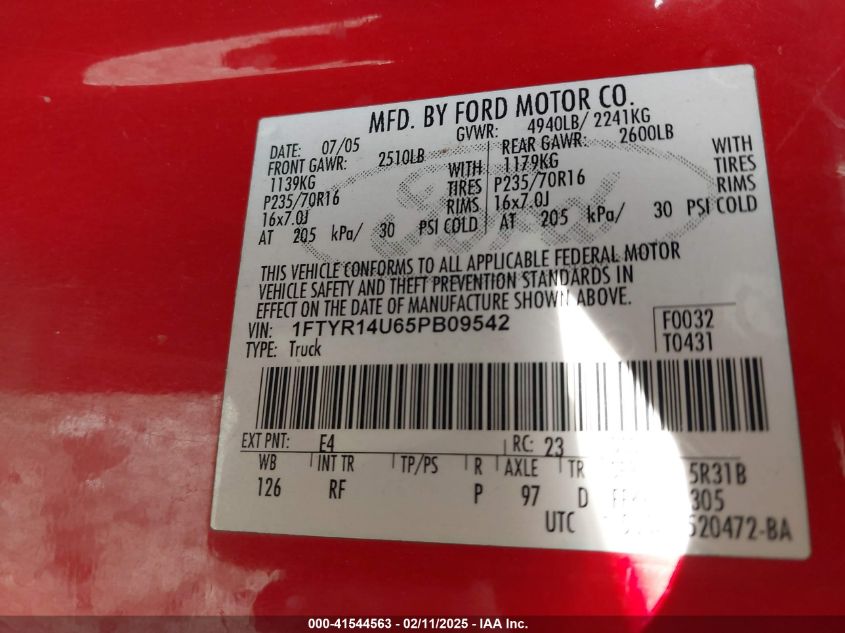 MFD. BY FORD MOTOR CO.
DATE: 07/05 GVWR: 4940LB/ 2241KG
FRONT GAWR: 2510LB REAR GAWR: 2600LB
1139KG WITH 1179KG WITH
P235/70R16 TIRES P235/70R16 TIRES
16x7.0J RIMS 16x7.0J RIMS
AT 205 kPa/ 30 PSI COLD AT 205 kPa/ 30 PSI COLD
Ford
THIS VEHICLE CONFORMS TO ALL APPLICABLE FEDERAL MOTOR
VEHICLE SAFETY AND THEFT PREVENTION STANDARDS IN
EFFECT ON THE DATE OF MANUFACTURE SHOWN ABOVE.
VIN: 1FTYR14U65PB09542 F0032
TYPE: Truck T0431
EXT PNT: E4 RC: 23
WB INT TR TP/PS R AXLE TR 5R31B
126 RF P 97 D 305
UTC 520472-BA
000-41544563 - 02/11/2025 - IAA Inc.